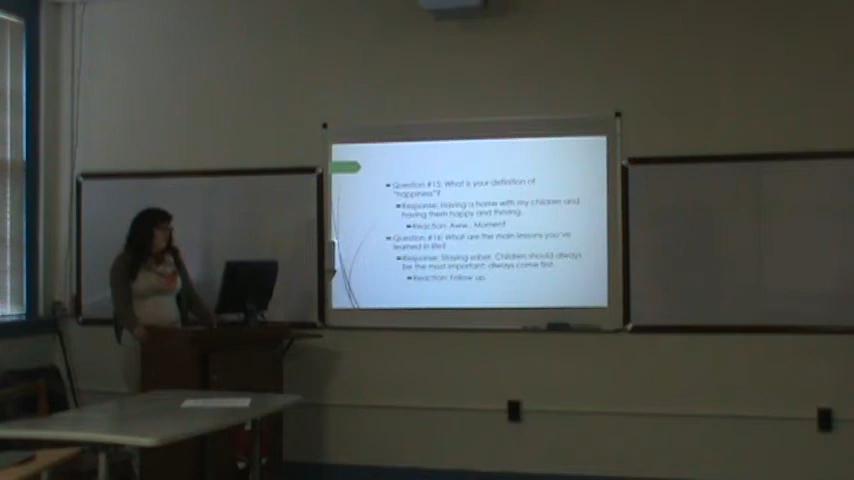 Question #15: What is your definition of
"happiness"?
Response: Having a home with my children and
having them happy and thriving.
Reaction: Aww.. Moment
Question #16: What are the main lessons you've
learned in life?
Response: Staying sober. Children should always
be the most important; always come first.
Reaction: Follow up.